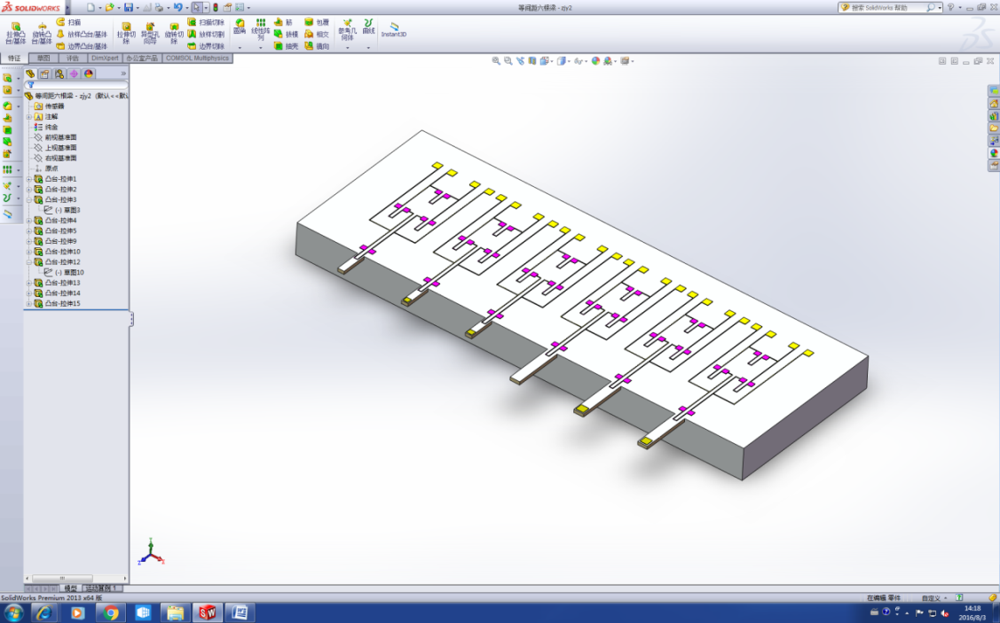 SOLIDWORKS
等间距六根梁 - zjy2
搜索 SolidWorks 帮助
拉伸凸台/基体
旋转凸台/基体
扫描
放样凸台/基体
边界凸台/基体
拉伸切除
异型孔向导
旋转切除
扫描切除
放样切割
边界切除
圆角
线性阵列
筋
拔模
抽壳
包覆
相交
镜向
参考几何体
曲线
Instant3D
特征
草图
评估
DimXpert
办公室产品
COMSOL Multiphysics
等间距六根梁 - zjy2 (默认<<默认
传感器
注解
纯金
前视基准面
上视基准面
右视基准面
原点
凸台-拉伸1
凸台-拉伸2
凸台-拉伸3
(-) 草图3
凸台-拉伸4
凸台-拉伸5
凸台-拉伸9
凸台-拉伸10
凸台-拉伸12
(-) 草图10
凸台-拉伸13
凸台-拉伸14
凸台-拉伸15
模型
运动算例 1
SolidWorks Premium 2013 x64 版
在编辑 零件
自定义
14:18
2016/8/3